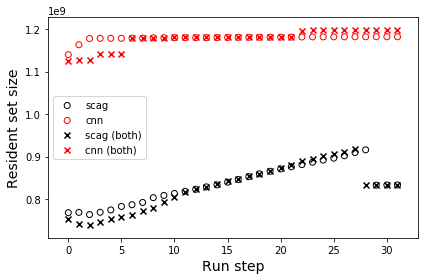 1e9
1.2
1.1
1.0
0.9
0.8
Resident set size
scag
cnn
scag (both)
cnn (both)
0 5 10 15 20 25 30
Run step